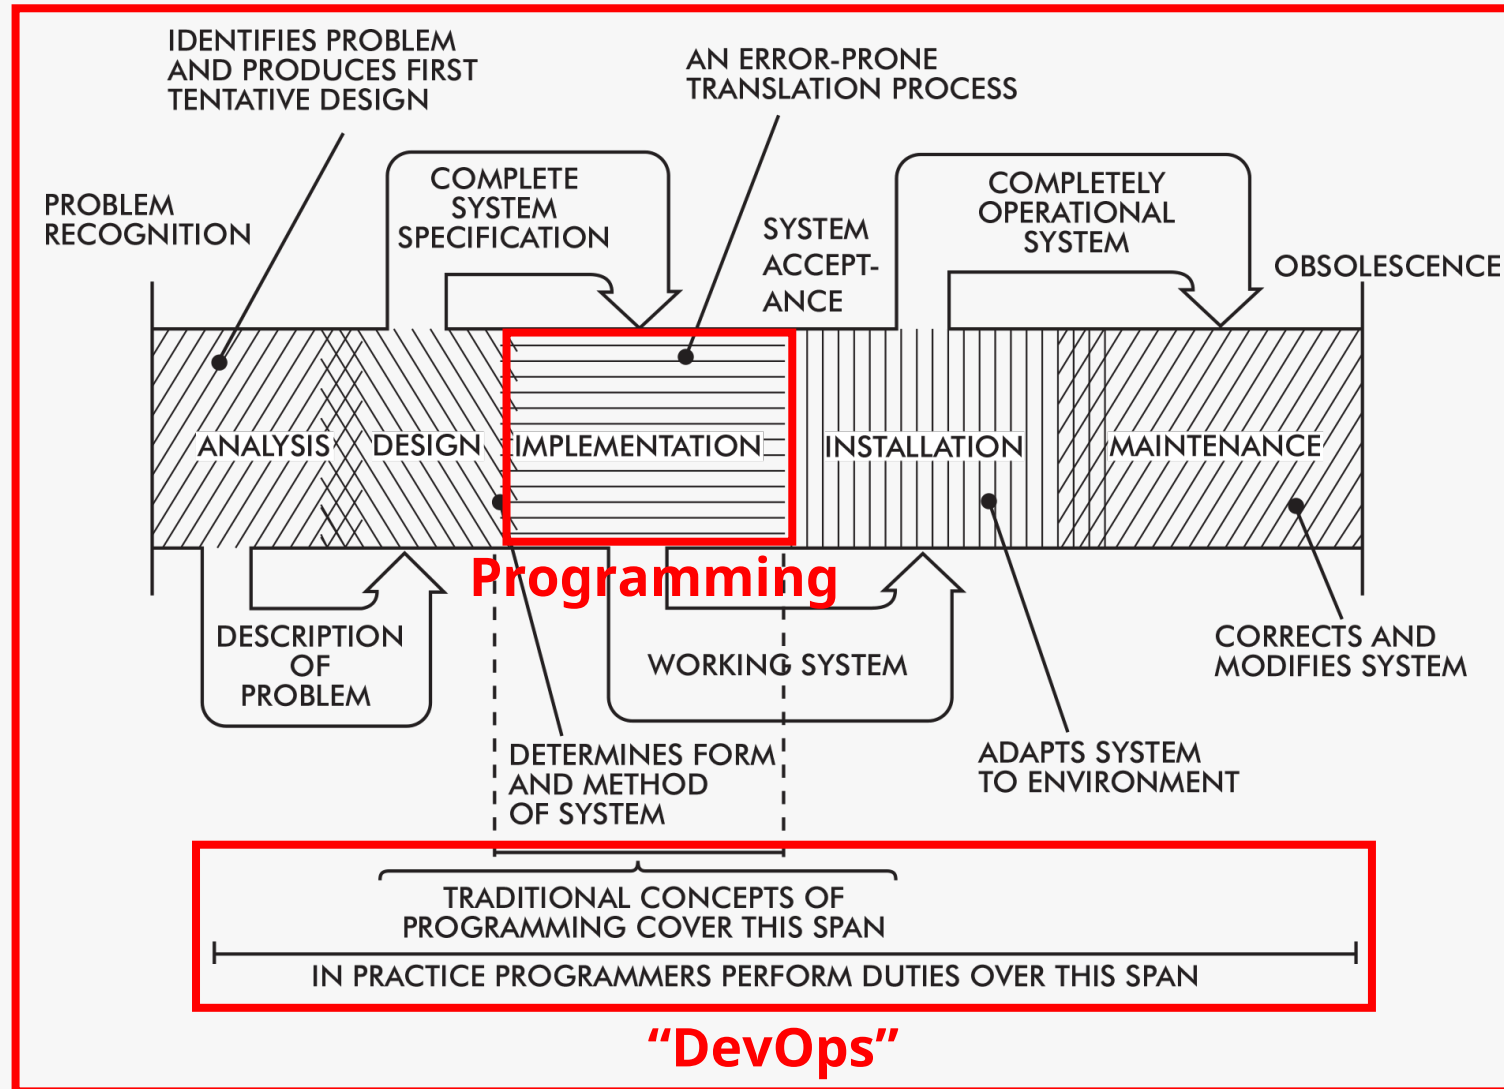 IDENTIFIES PROBLEM
AND PRODUCES FIRST
TENTATIVE DESIGN
AN ERROR-PRONE
TRANSLATION PROCESS
PROBLEM
RECOGNITION
COMPLETE
SYSTEM
SPECIFICATION
SYSTEM
ACCEPT-
ANCE
COMPLETELY
OPERATIONAL
SYSTEM
OBSOLESCENCE
ANALYSIS
DESIGN
IMPLEMENTATION
INSTALLATION
MAINTENANCE
Programming
DESCRIPTION
OF
PROBLEM
WORKING SYSTEM
CORRECTS AND
MODIFIES SYSTEM
DETERMINES FORM
AND METHOD
OF SYSTEM
ADAPTS SYSTEM
TO ENVIRONMENT
TRADITIONAL CONCEPTS OF
PROGRAMMING COVER THIS SPAN
IN PRACTICE PROGRAMMERS PERFORM DUTIES OVER THIS SPAN
“DevOps”